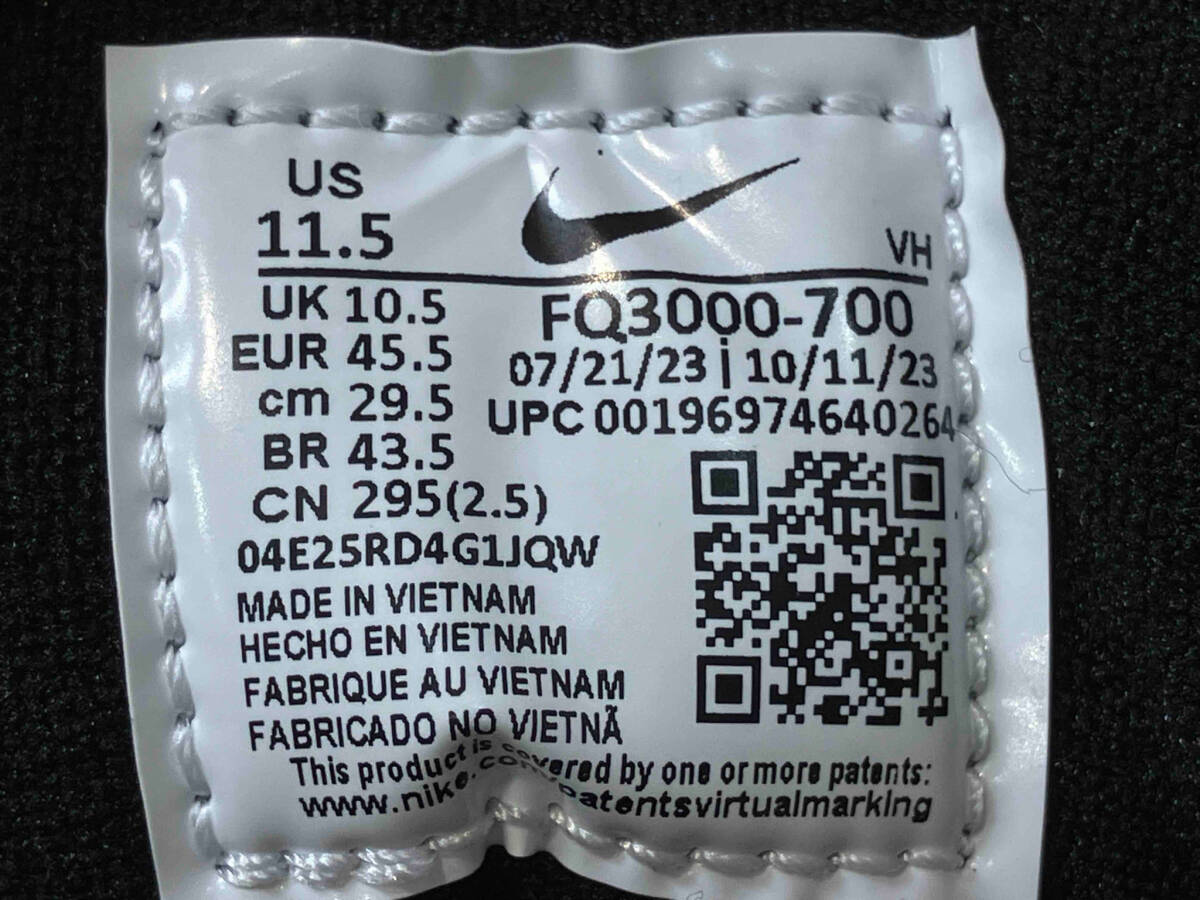 US
11.5
VH
UK 10.5
EUR 45.5
cm 29.5
BR 43.5
CN 295(2.5)
FQ3000-700
07/21/23 | 10/11/23
UPC 00196974640264
04E25RD4G1JQW
MADE IN VIETNAM
HECHO EN VIETNAM
FABRIQUE AU VIETNAM
FABRICADO NO VIETNÃ
This product is covered by one or more patents:
www.nike.com/patentsvirtualmarking